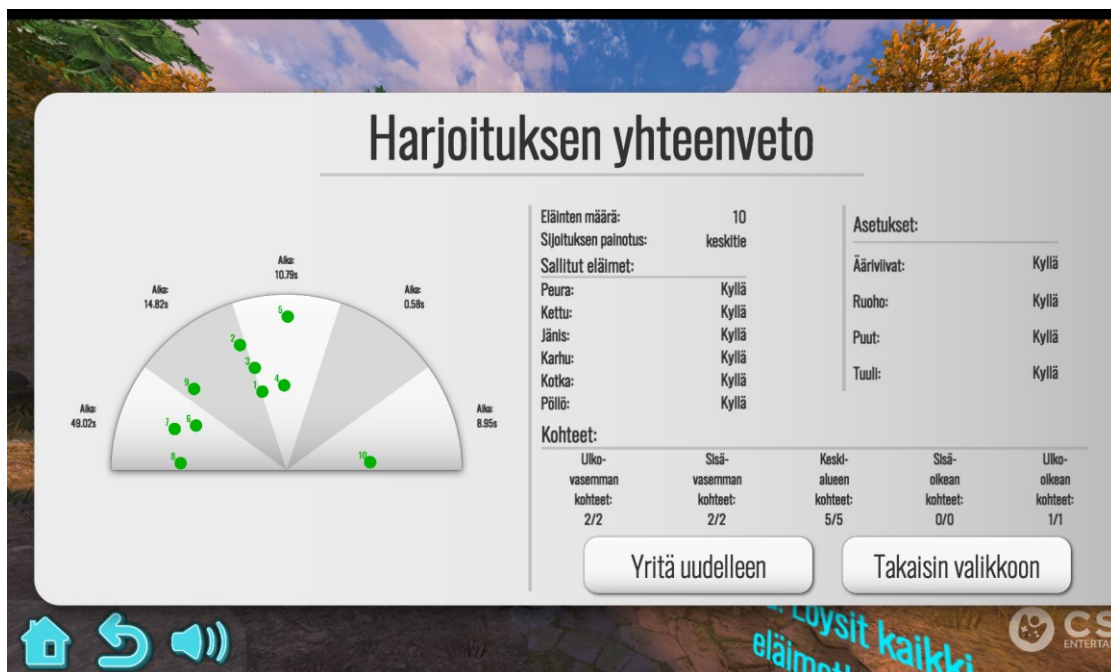 Harjoituksen yhteenveto
Aika:
10.79s
Aika:
14.82s
Aika:
0.58s
Aika:
49.02s
Aika:
8.95s
5
2
3
4
1
9
7
6
8
10
Eläinten määrä: 10
Sijoituksen painotus: keskitie
Sallitut eläimet:
Peura: Kyllä
Kettu: Kyllä
Jänis: Kyllä
Karhu: Kyllä
Kotka: Kyllä
Pöllö: Kyllä
Asetukset:
Ääriviivat: Kyllä
Ruoho: Kyllä
Puut: Kyllä
Tuuli: Kyllä
Kohteet:
Ulko-
vasemman
kohteet:
2/2
Sisä-
vasemman
kohteet:
2/2
Keski-
alueen
kohteet:
5/5
Sisä-
oikean
kohteet:
0/0
Ulko-
oikean
kohteet:
1/1
Yritä uudelleen
Takaisin valikkoon
Löysit kaikki
CS